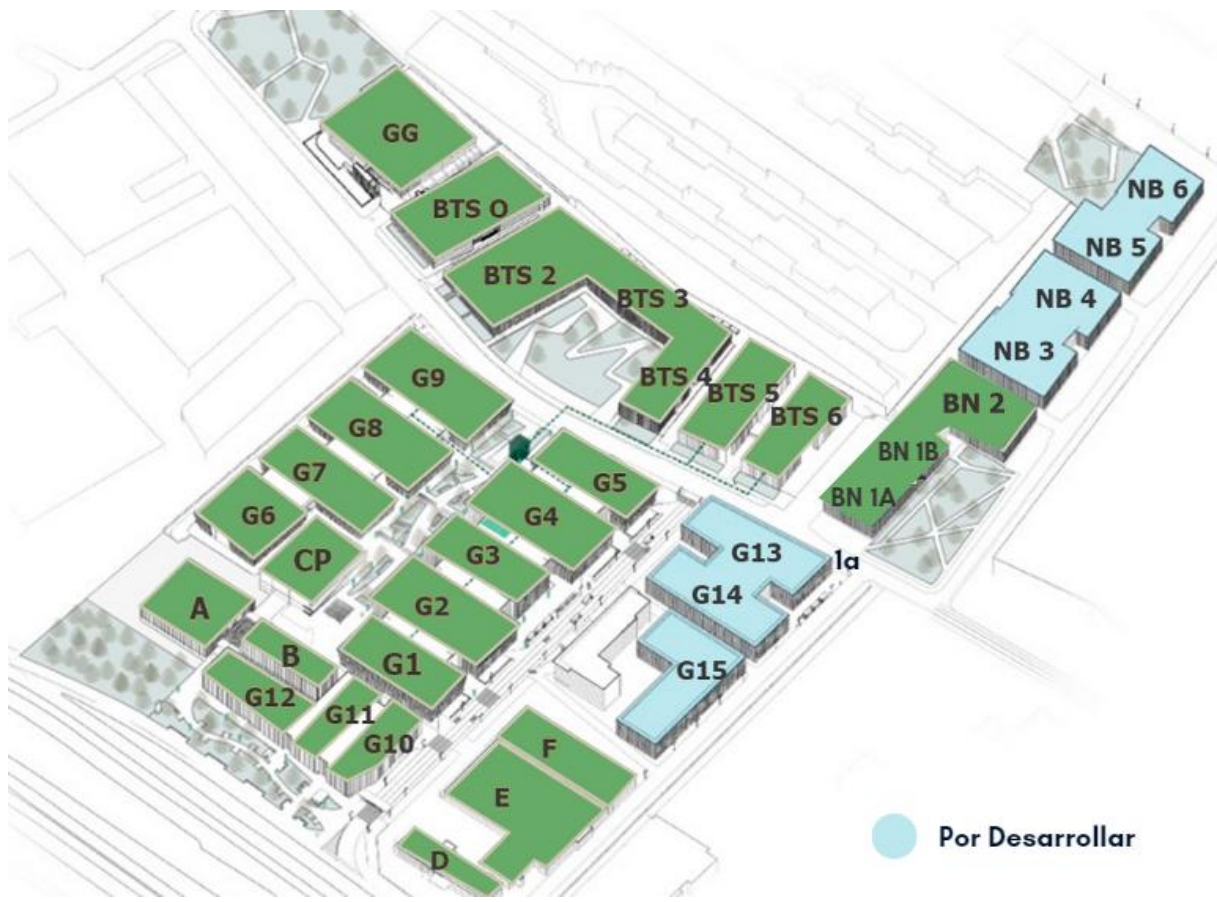 GG
BTS O
BTS 2
BTS 3
BTS 4
BTS 5
BTS 6
NB 6
NB 5
NB 4
NB 3
BN 2
BN 1B
BN 1A
G9
G8
G7
G6
CP
G5
G4
G3
G2
G1
A
B
G12
G11
G10
G13
la
G14
G15
F
E
D
Por Desarrollar